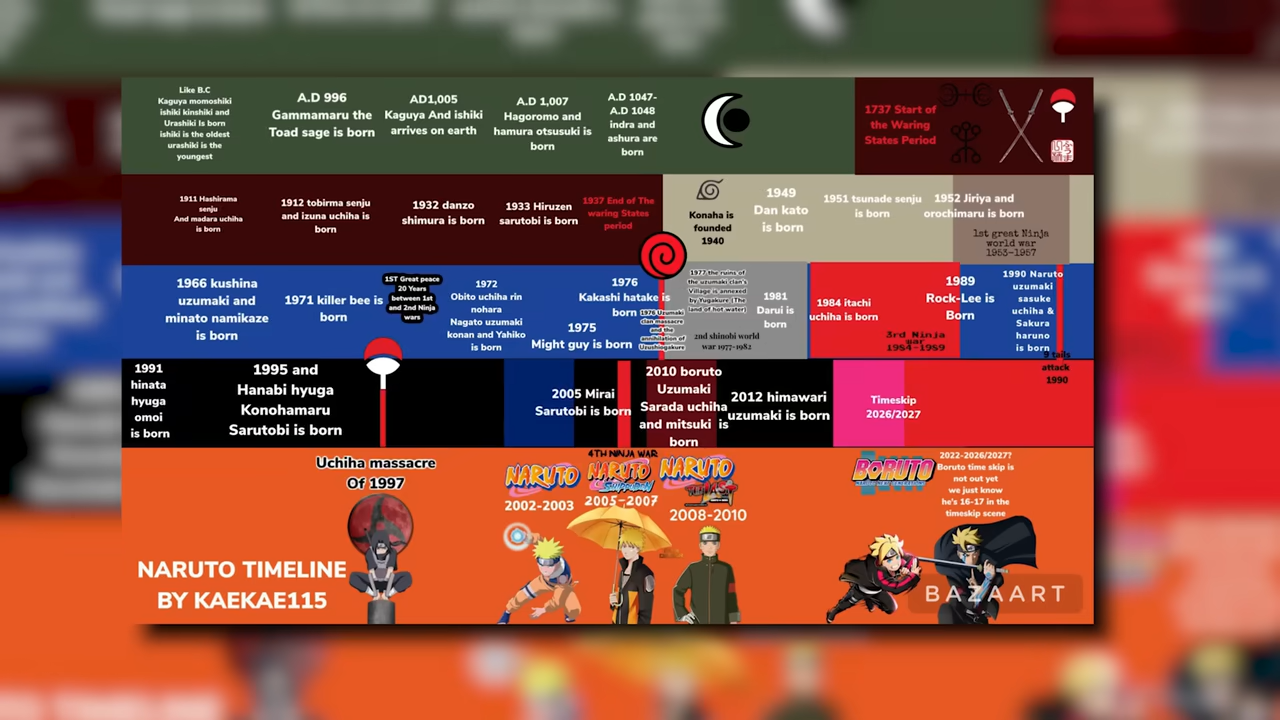 Like B.C
Kaguya momoshiki
ishiki kinshiki and
Urashiki Is born
ishiki is the oldest
urashiki is the
youngest
A.D 996
Gammamaru the
Toad sage is born
AD1,005
Kaguya And ishiki
arrives on earth
A.D 1,007
Hagoromo and
hamura otsusuki is
born
A.D 1047-
A.D 1048
indra and
ashura are
born
1737 Start of
the Waring
States Period
1911 Hashirama
senju
And madara uchiha
is born
1912 tobirma senju
and izuna uchiha is
born
1932 danzo
shimura is born
1933 Hiruzen
sarutobi is born
1937 End of The
waring States
period
Konaha is
founded
1940
1949
Dan kato
is born
1951 tsunade senju
is born
1952 Jiriya and
orochimaru is born
1st great Ninja
world war
1953-1957
1966 kushina
uzumaki and
minato namikaze
is born
1971 killer bee is
born
1ST Great peace
20 Years
between 1st
and 2nd Ninja
wars
1972
Obito uchiha rin
nohara
Nagato uzumaki
konan and Yahiko
is born
1975
Might guy is born
1976
Kakashi hatake is
born
1976 Uzumaki
clan massacre
and the
annihilation of
Uzushiogakure
1977 the ruins of
the uzumaki clan's
Village is annexed
by Yugakure (The
land of hot water)
2nd shinobi world
war 1977-1982
1981
Darui is
born
1984 itachi
uchiha is born
3rd Ninja
war
1984-1989
1989
Rock-Lee is
Born
1990 Naruto
uzumaki
sasuke
uchiha &
Sakura
haruno
is born
9 tails
attack
1990
1991
hinata
hyuga
omoi
is born
1995 and
Hanabi hyuga
Konohamaru
Sarutobi is born
2005 Mirai
Sarutobi is born
2010 boruto
Uzumaki
Sarada uchiha
and mitsuki is
born
2012 himawari
uzumaki is born
Timeskip
2026/2027
Uchiha massacre
Of 1997
NARUTO
2002-2003
4TH NINJA WAR
NARUTO
Shippuden
2005-2007
NARUTO
2008-2010
BORUTO
2022-2026/2027?
Boruto time skip is
not out yet
we just know
he's 16-17 in the
timeskip scene
NARUTO TIMELINE
BY KAEKAE115
BAZAART